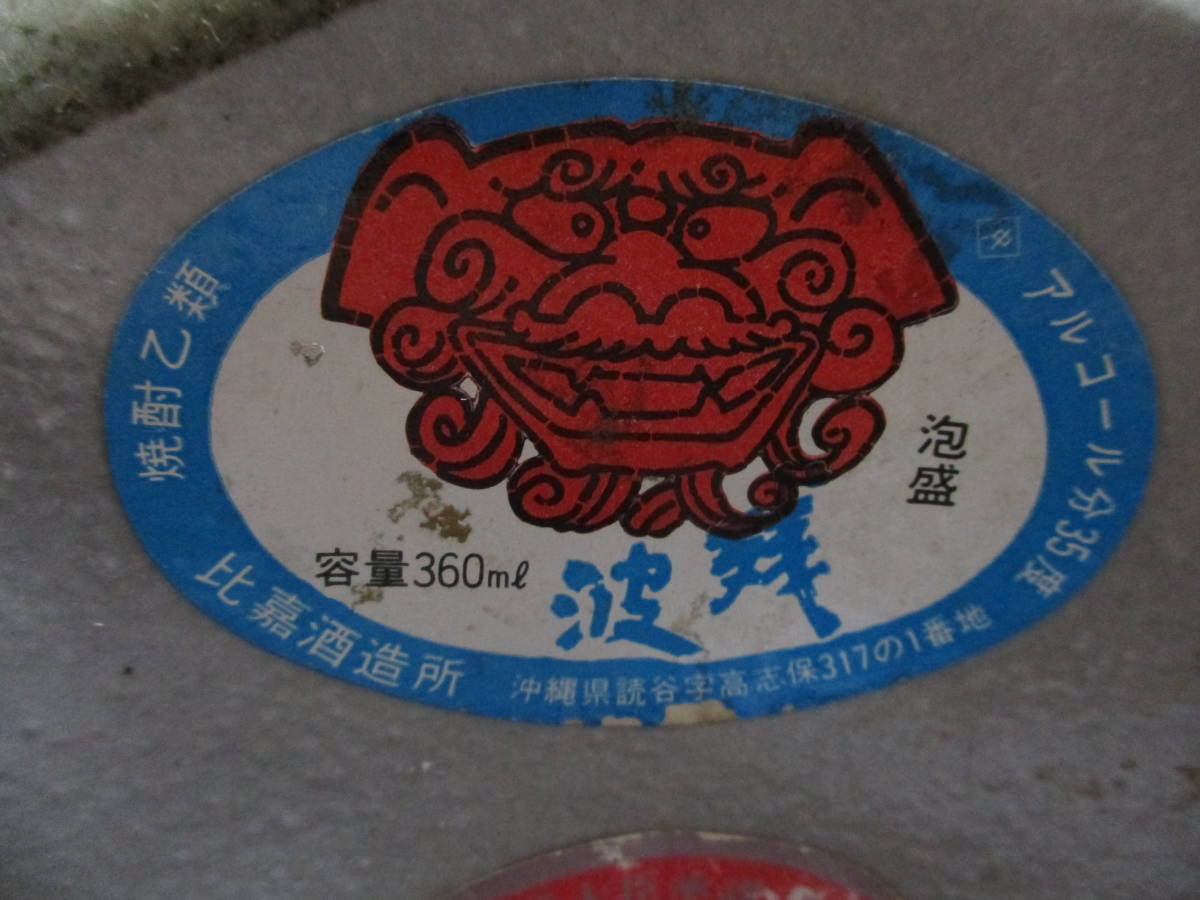 焼酎乙類
アルコール分35度
泡盛
容量360mℓ
残波
比嘉酒造所
沖縄県読谷字高志保317の1番地